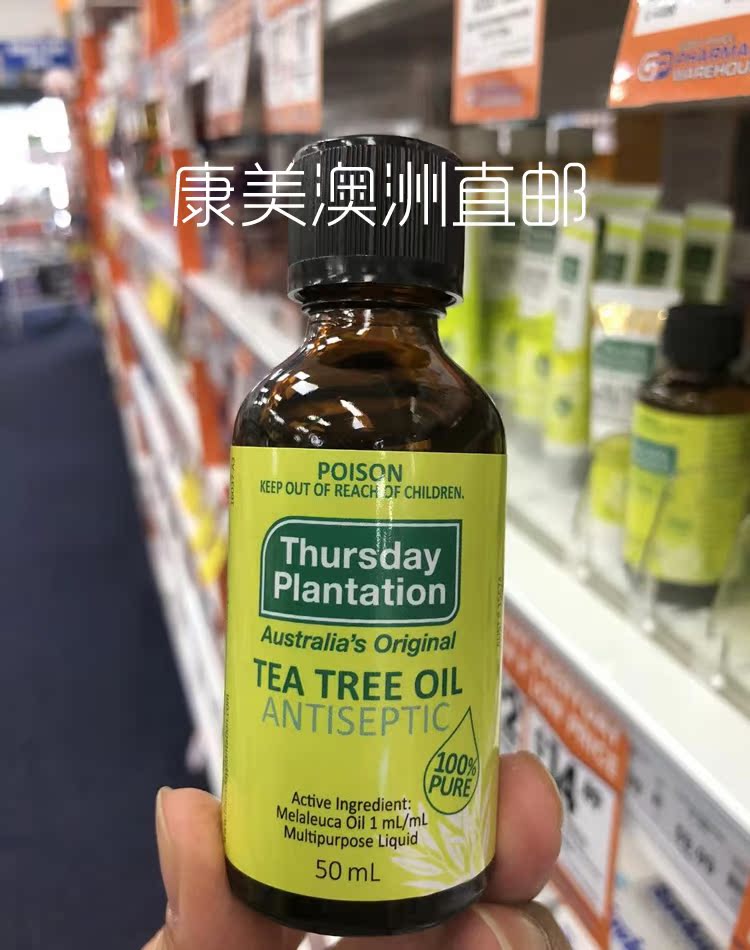 康美澳洲直邮
POISON
KEEP OUT OF REACH OF CHILDREN.
Thursday
Plantation
Australia's Original
TEA TREE OIL
ANTISEPTIC
100%
PURE
Active Ingredient:
Melaleuca Oil 1 mL/mL
Multipurpose Liquid
50 mL